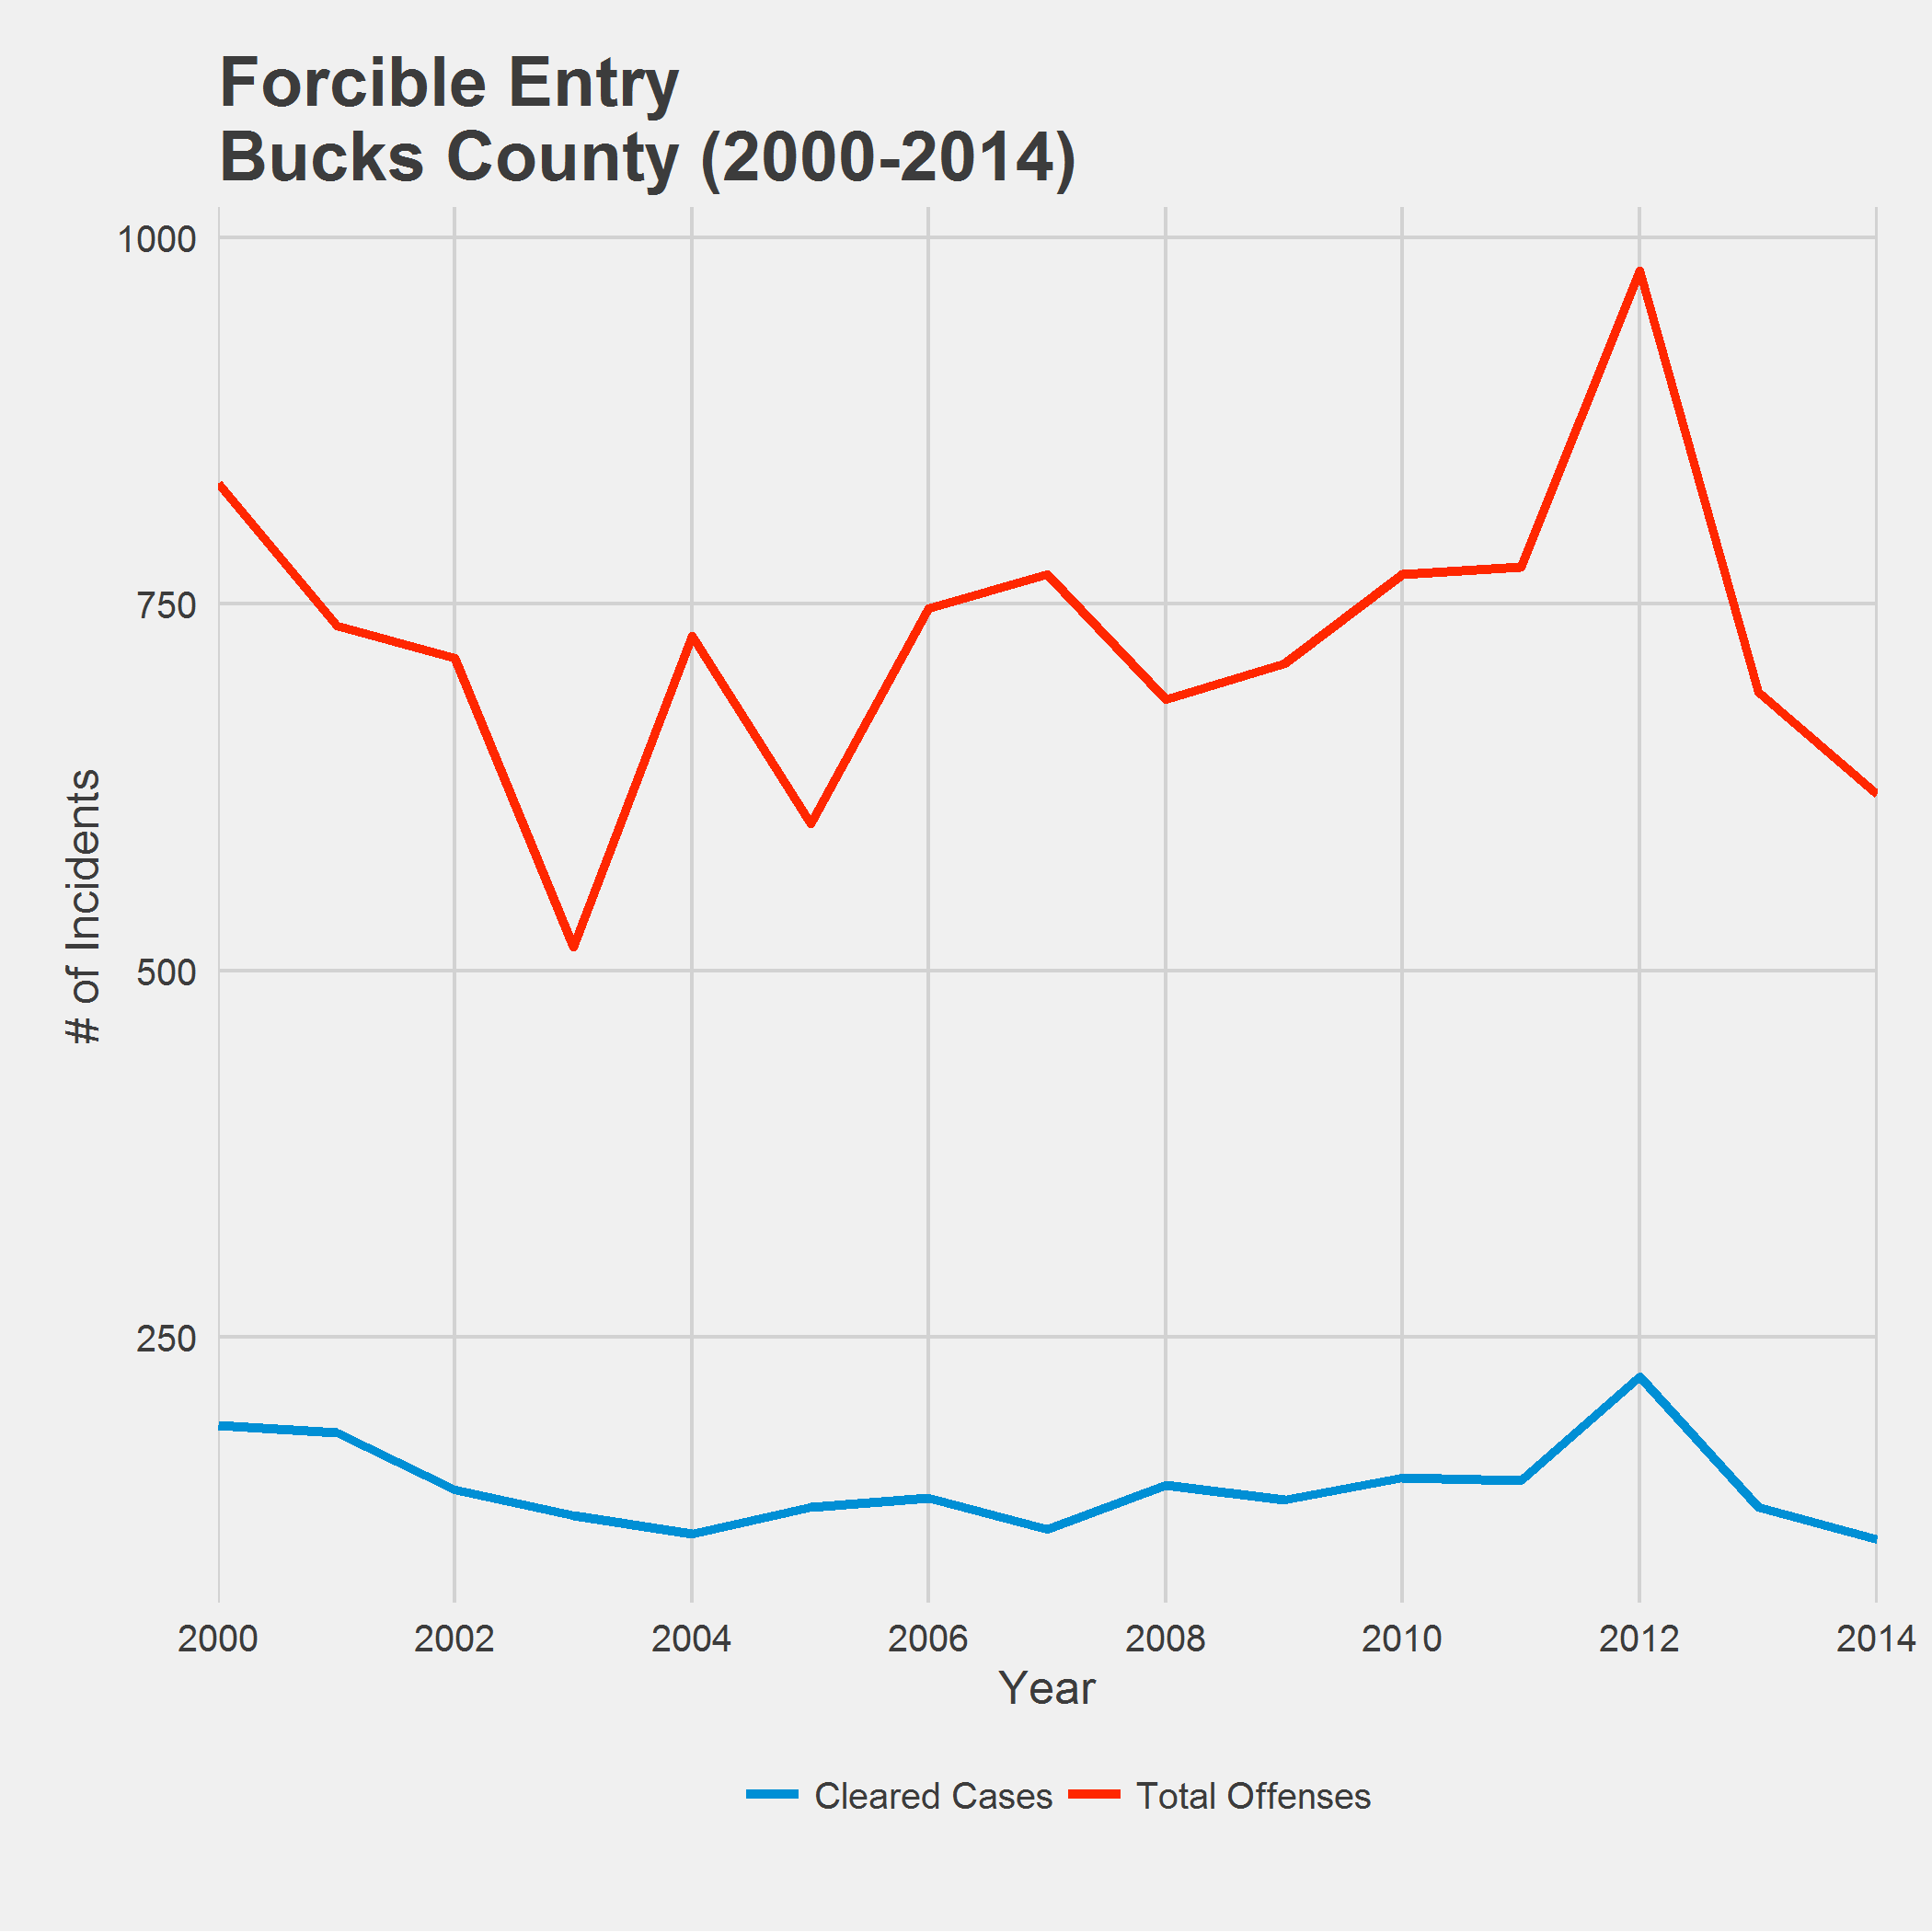 Forcible Entry
Bucks County (2000-2014)
1000
750
500
250
# of Incidents
2000 2002 2004 2006 2008 2010 2012 2014
Year
Cleared Cases Total Offenses